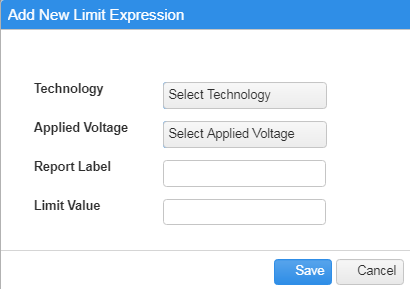 Add New Limit Expression
Technology Select Technology
Applied Voltage Select Applied Voltage
Report Label
Limit Value
Save Cancel